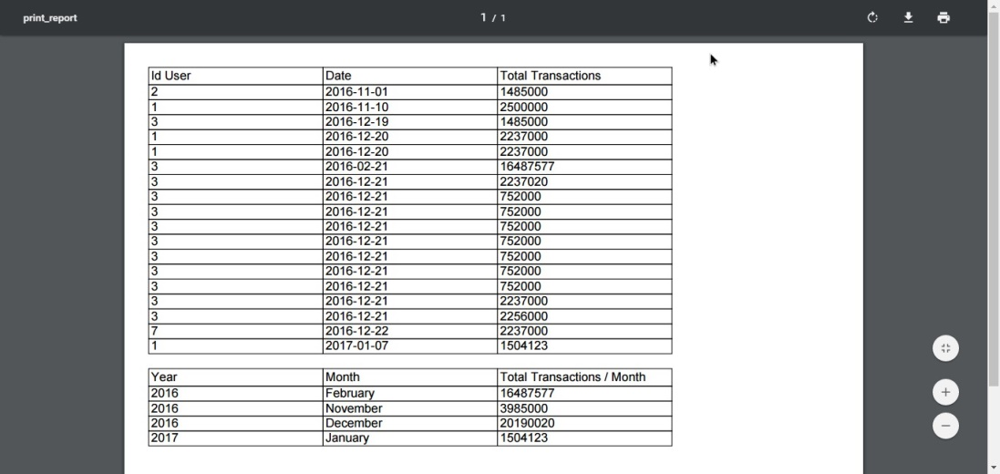 print_report
1 / 1
Id User Date Total Transactions
2 2016-11-01 1485000
1 2016-11-10 2500000
3 2016-12-19 1485000
1 2016-12-20 2237000
1 2016-12-20 2237000
3 2016-02-21 16487577
3 2016-12-21 2237020
3 2016-12-21 752000
3 2016-12-21 752000
3 2016-12-21 752000
3 2016-12-21 752000
3 2016-12-21 752000
3 2016-12-21 752000
3 2016-12-21 752000
3 2016-12-21 2237000
3 2016-12-21 2256000
7 2016-12-22 2237000
1 2017-01-07 1504123
Year Month Total Transactions / Month
2016 February 16487577
2016 November 3985000
2016 December 20190020
2017 January 1504123